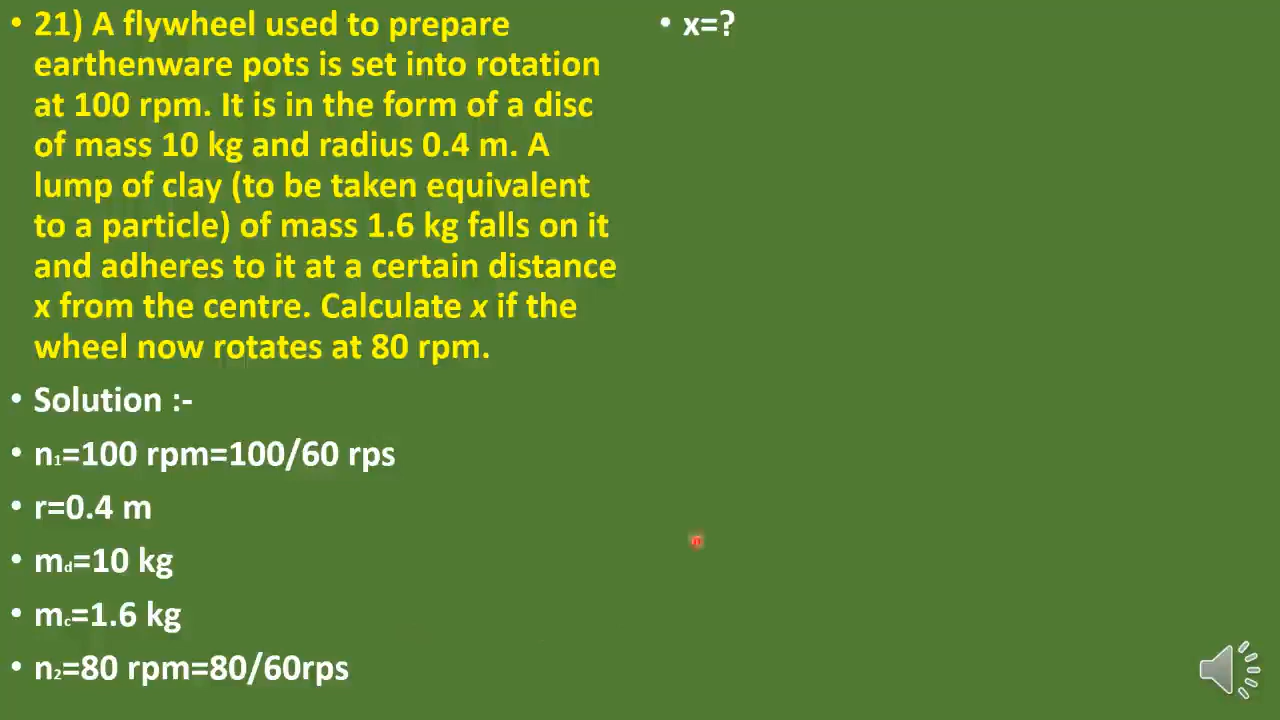 • 21) A flywheel used to prepare
earthenware pots is set into rotation
at 100 rpm. It is in the form of a disc
of mass 10 kg and radius 0.4 m. A
lump of clay (to be taken equivalent
to a particle) of mass 1.6 kg falls on it
and adheres to it at a certain distance
x from the centre. Calculate x if the
wheel now rotates at 80 rpm.
• Solution :-
• n₁=100 rpm=100/60 rps
• r=0.4 m
• m_d=10 kg
• m_c=1.6 kg
• n₂=80 rpm=80/60rps
• x=?